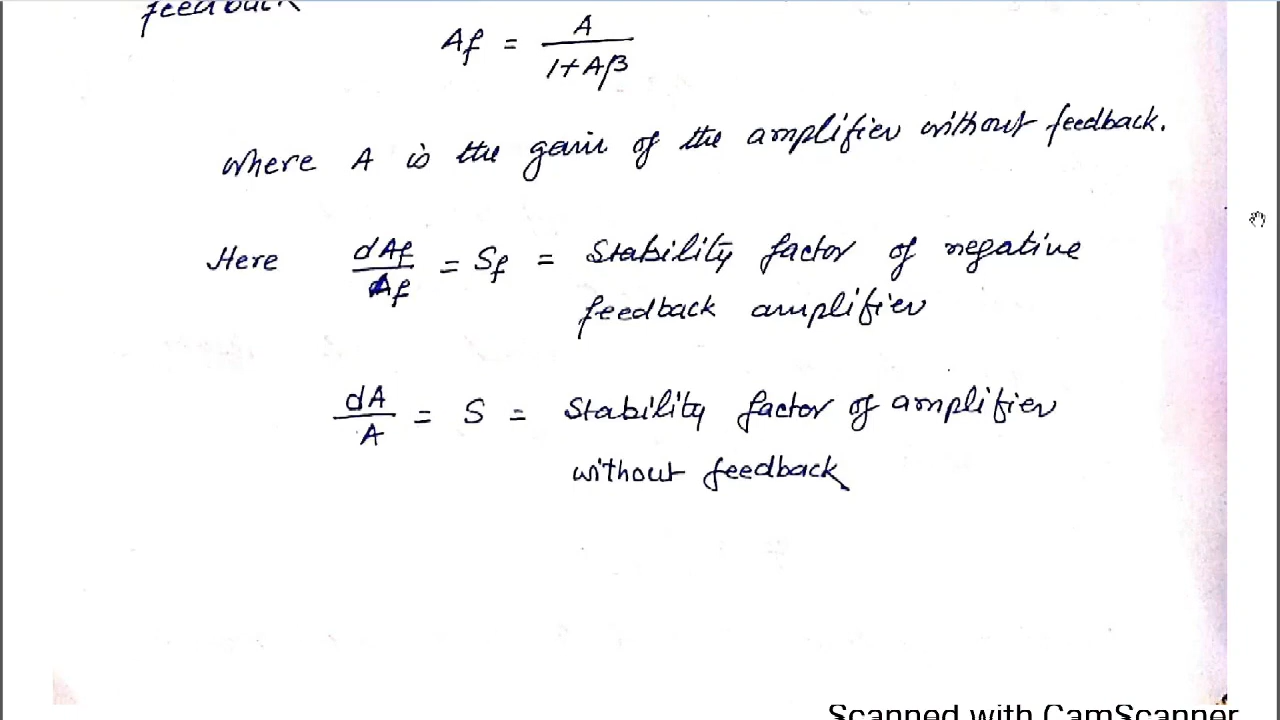 feedback
Af = A / 1+Aβ
where A is the gain of the amplifier without feedback.
Here dAf / Af = Sf = Stability factor of negative
feedback amplifier
dA / A = S = Stability factor of amplifier
without feedback
Scanned with CamScanner